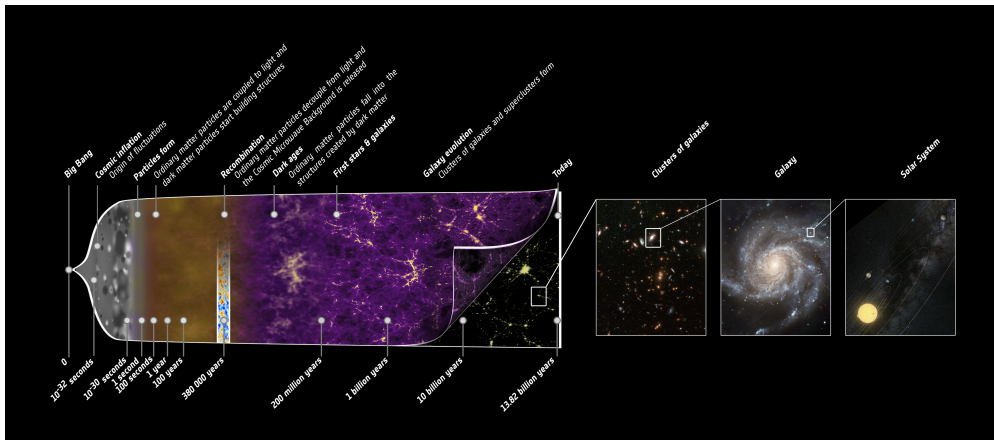 Big Bang
Cosmic inflation
Origin of fluctuations
Particles form
Ordinary matter particles are coupled to light and
dark matter particles start building structures
Recombination
Ordinary matter particles decouple from light and
the Cosmic Microwave Background is released
Dark ages
Ordinary matter particles fall into the
structures created by dark matter
First stars & galaxies
Galaxy evolution
Clusters of galaxies and superclusters form
Today
Clusters of galaxies
Galaxy
Solar System
0
10-32 seconds
10-30 seconds
1 second
100 seconds
1 year
100 years
380 000 years
200 million years
1 billion years
10 billion years
13.82 billion years